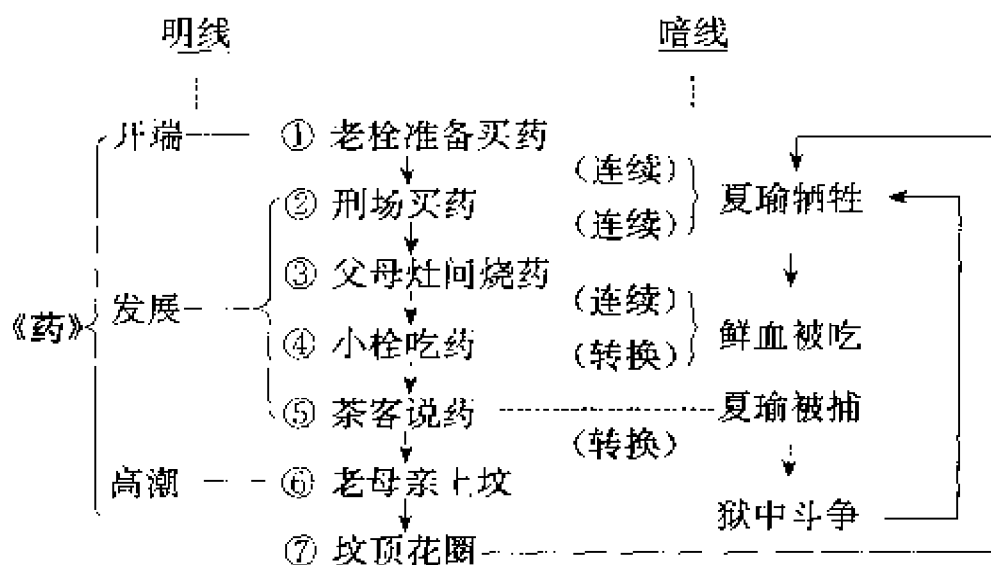 明线 暗线
开端 ① 老栓准备买药
(连续)
② 刑场买药 (连续) 夏瑜牺牲
③ 父母灶间烧药
《药》 发展 (连续)
④ 小栓吃药 (转换) 鲜血被吃
⑤ 茶客说药 夏瑜被捕
(转换)
高潮 ⑥ 老母亲上坟
狱中斗争
⑦ 坟顶花圈